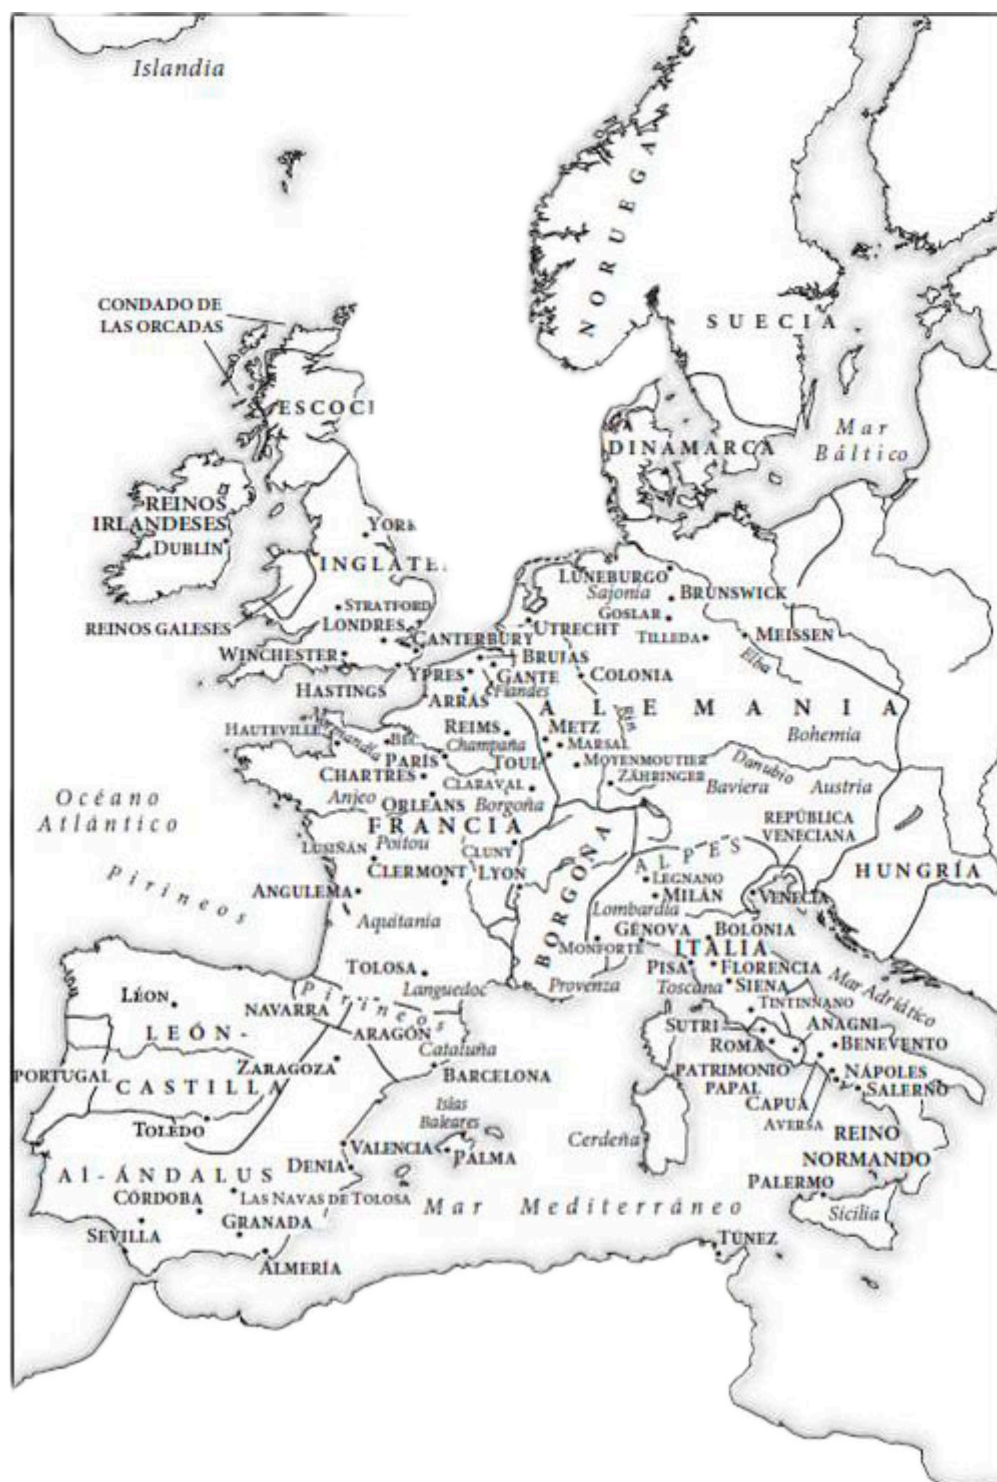 Islandia
NORUEGA
CONDADO DE
LAS ORCADAS
SUECIA
ESCOCI
Mar
Báltico
DINAMARCA
REINOS
IRLANDESES
DUBLÍN
YORK
INGLATE
LÜNEBURGO
Sajonia
BRUNSWICK
STRATFORD
GOSLAR
REINOS GALESES
LONDRES
UTRECHT
TILLEDA
MEISSEN
CANTERBURY
WINCHESTER
BRUJAS
Elba
HASTINGS
YPRES
GANTE
COLONIA
Flandes
ARRAS
ALEMANIA
Rin
HAUTEVILLE
Normandía
BEC
REIMS
METZ
Bohemia
Champaña
MARSAL
PARÍS
TOUL
MOYENMOUTIER
Danubio
CHARTRES
CLARAVAL
ZÄHRINGER
Baviera
Austria
Anjeo
ORLEANS
Borgoña
Océano
Atlántico
REPÚBLICA
VENECIANA
FRANCIA
LUSIÑÁN
Poitou
CLUNY
BORGOÑA
ALPES
HUNGRÍA
CLERMONT
LYON
LEGNANO
Pirineos
ANGULEMA
MILÁN
VENECIA
Lombardía
Aquitania
GÉNOVA
BOLONIA
MONFORTE
ITALIA
TOLOSA
PISA
FLORENCIA
Languedoc
Provenza
Toscana
SIENA
Mar Adriático
LÉON
Pirineos
NAVARRA
TINTINNANO
LEÓN-
ARAGÓN
SUTRI
ANAGNI
Cataluña
ROMA
BENEVENTO
ZARAGOZA
PORTUGAL
CASTILLA
BARCELONA
PATRIMONIO
PAPAL
NÁPOLES
SALERNO
Islas
Baleares
CAPUA
AVERSA
TOLEDO
Cerdeña
REINO
NORMANDO
VALENCIA
PALMA
DENIA
Al-ÁNDALUS
PALERMO
CÓRDOBA
LAS NAVAS DE TOLOSA
Mar Mediterráneo
Sicilia
SEVILLA
GRANADA
TÚNEZ
ALMERÍA